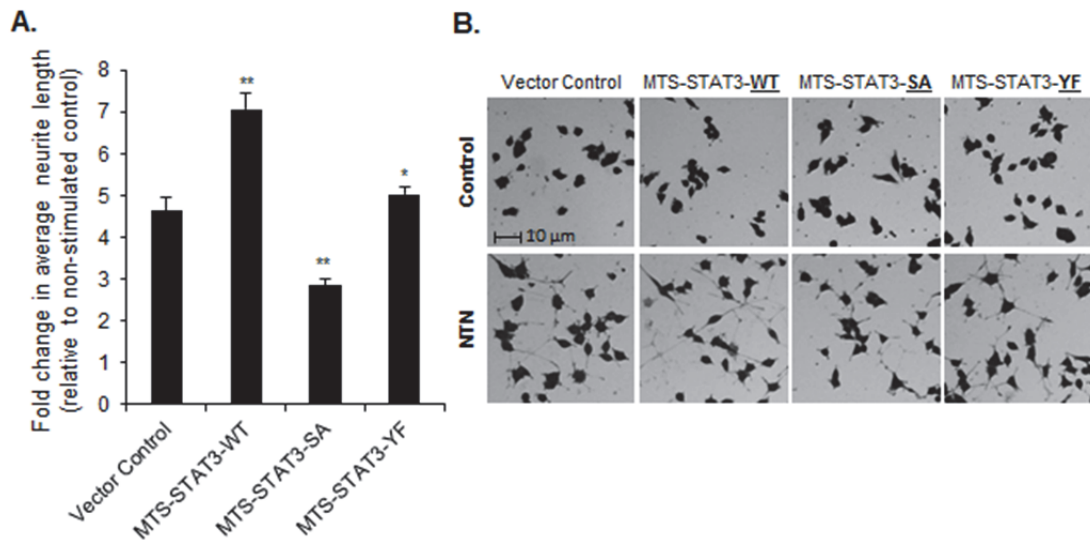 A.
Fold change in average neurite length
(relative to non-stimulated control)
8
7
6
5
4
3
2
1
0
**
**
*
Vector Control
MTS-STAT3-WT
MTS-STAT3-SA
MTS-STAT3-YF
B.
Vector Control
MTS-STAT3-WT
MTS-STAT3-SA
MTS-STAT3-YF
Control
10 µm
NTN